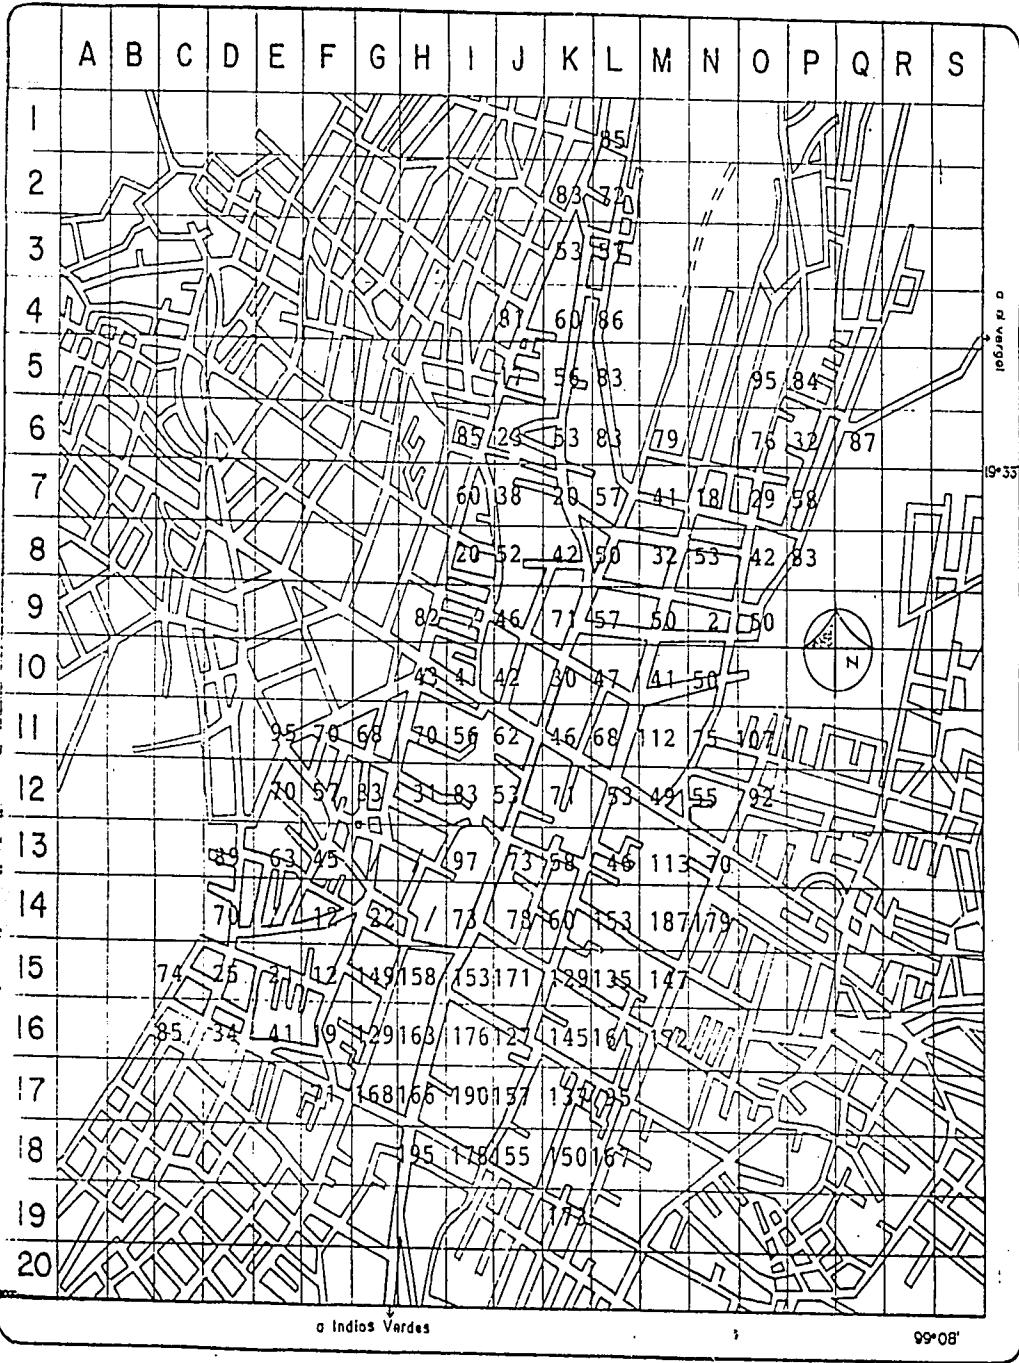 A B C D E F G H I J K L M N O P Q R S
1 85
2 83 72
3 53 57
4 81 60 86
5 56 83 95 84
6 85 53 83 79 76 32 87
7 60 38 20 57 41 18 29 58
8 20 52 42 50 32 53 42 83
9 82 46 71 57 50 2 50
10 43 42 30 47 41 50
11 95 70 68 70 56 62 46 68 112 75 107
12 70 57 83 31 83 53 71 53 49 55 92
13 89 63 45 97 73 58 46 113 70
14 70 12 22 73 78 60 153 187 179
15 74 25 21 12 149 158 153 171 129 135 147
16 85 34 41 19 129 163 176 127 145 161 172
17 71 168 166 190 157 137
18 195 178 155 150 167
19 173
20
a el vergel
19°33'
N
a Indios Verdes
99°08'